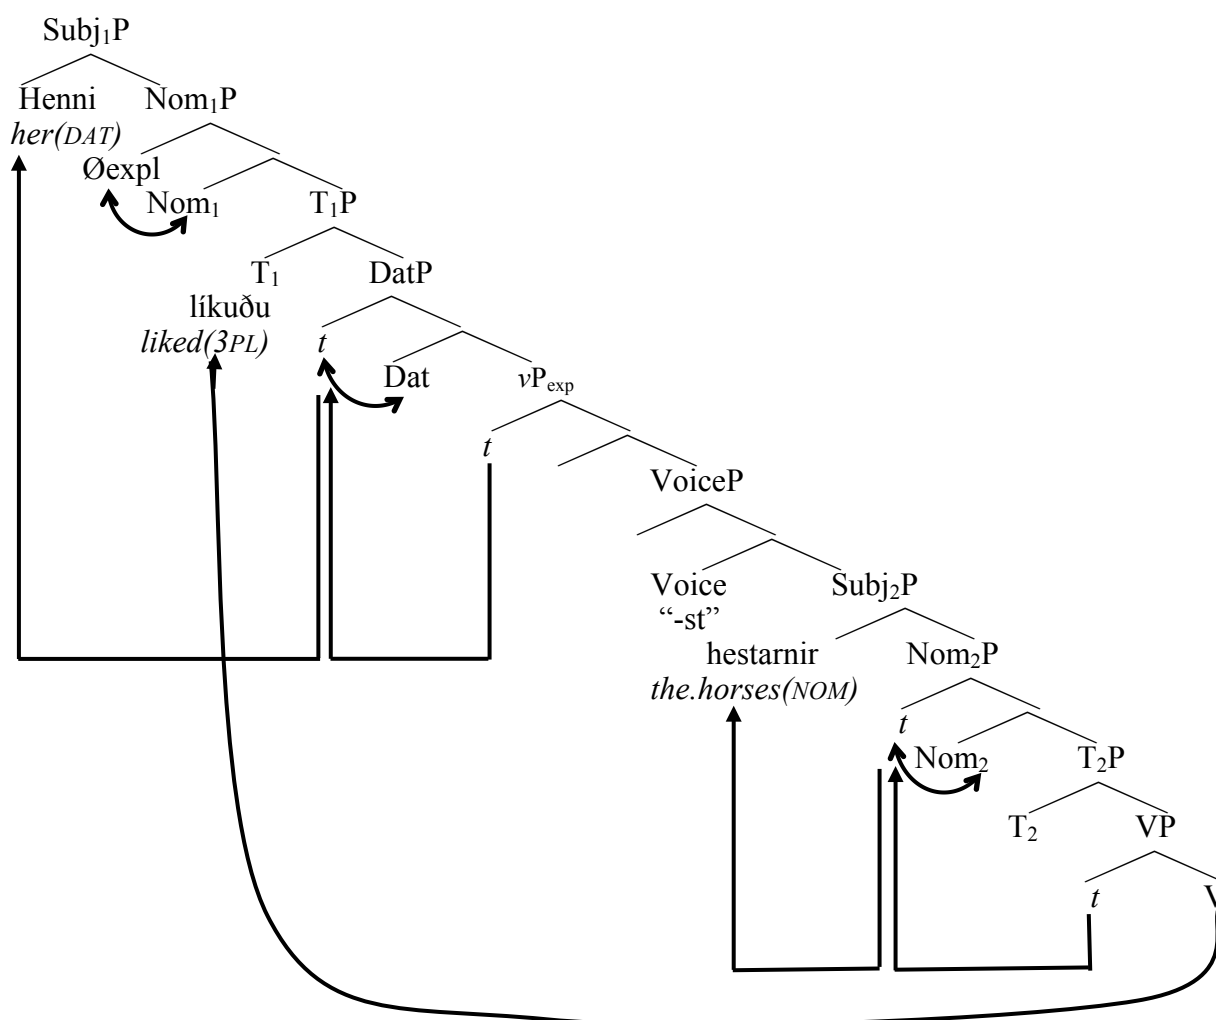 Subj₁P
Henni Nom₁P
her(DAT)
Øexpl
Nom₁ T₁P
T₁ DatP
líkuðu
liked(3PL) t
Dat vPexp
t
VoiceP
Voice Subj₂P
“-st”
hestarnir Nom₂P
the.horses(NOM)
t
Nom₂ T₂P
T₂ VP
t V